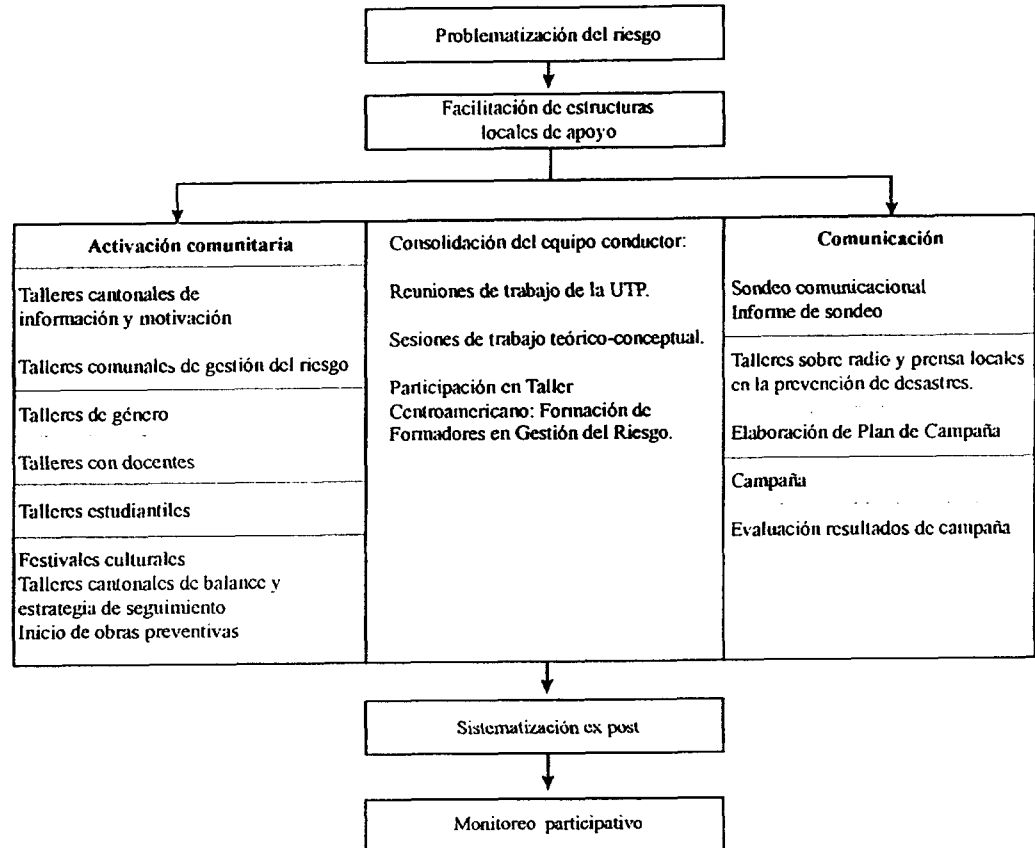 Problematización del riesgo
Facilitación de estructuras
locales de apoyo
Activación comunitaria
Talleres cantonales de
información y motivación
Talleres comunales de gestión del riesgo
Talleres de género
Talleres con docentes
Talleres estudiantiles
Festivales culturales
Talleres cantonales de balance y
estrategia de seguimiento
Inicio de obras preventivas
Consolidación del equipo conductor:
Reuniones de trabajo de la UTP.
Sesiones de trabajo teórico-conceptual.
Participación en Taller
Centroamericano: Formación de
Formadores en Gestión del Riesgo.
Comunicación
Sondeo comunicacional
Informe de sondeo
Talleres sobre radio y prensa locales
en la prevención de desastres.
Elaboración de Plan de Campaña
Campaña
Evaluación resultados de campaña
Sistematización ex post
Monitoreo participativo